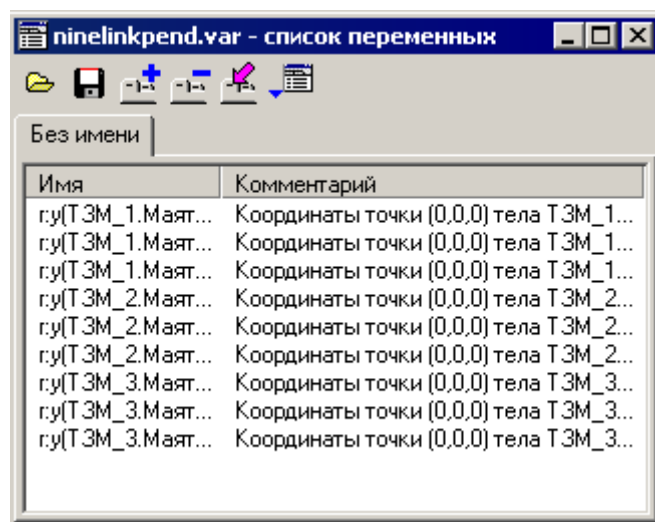 ninelinkpend.var - список переменных
Без имени
Имя Комментарий
r:y(ТЗМ_1.Маят... Координаты точки (0,0,0) тела ТЗМ_1...
r:y(ТЗМ_1.Маят... Координаты точки (0,0,0) тела ТЗМ_1...
r:y(ТЗМ_1.Маят... Координаты точки (0,0,0) тела ТЗМ_1...
r:y(ТЗМ_2.Маят... Координаты точки (0,0,0) тела ТЗМ_2...
r:y(ТЗМ_2.Маят... Координаты точки (0,0,0) тела ТЗМ_2...
r:y(ТЗМ_2.Маят... Координаты точки (0,0,0) тела ТЗМ_2...
r:y(ТЗМ_3.Маят... Координаты точки (0,0,0) тела ТЗМ_3...
r:y(ТЗМ_3.Маят... Координаты точки (0,0,0) тела ТЗМ_3...
r:y(ТЗМ_3.Маят... Координаты точки (0,0,0) тела ТЗМ_3...